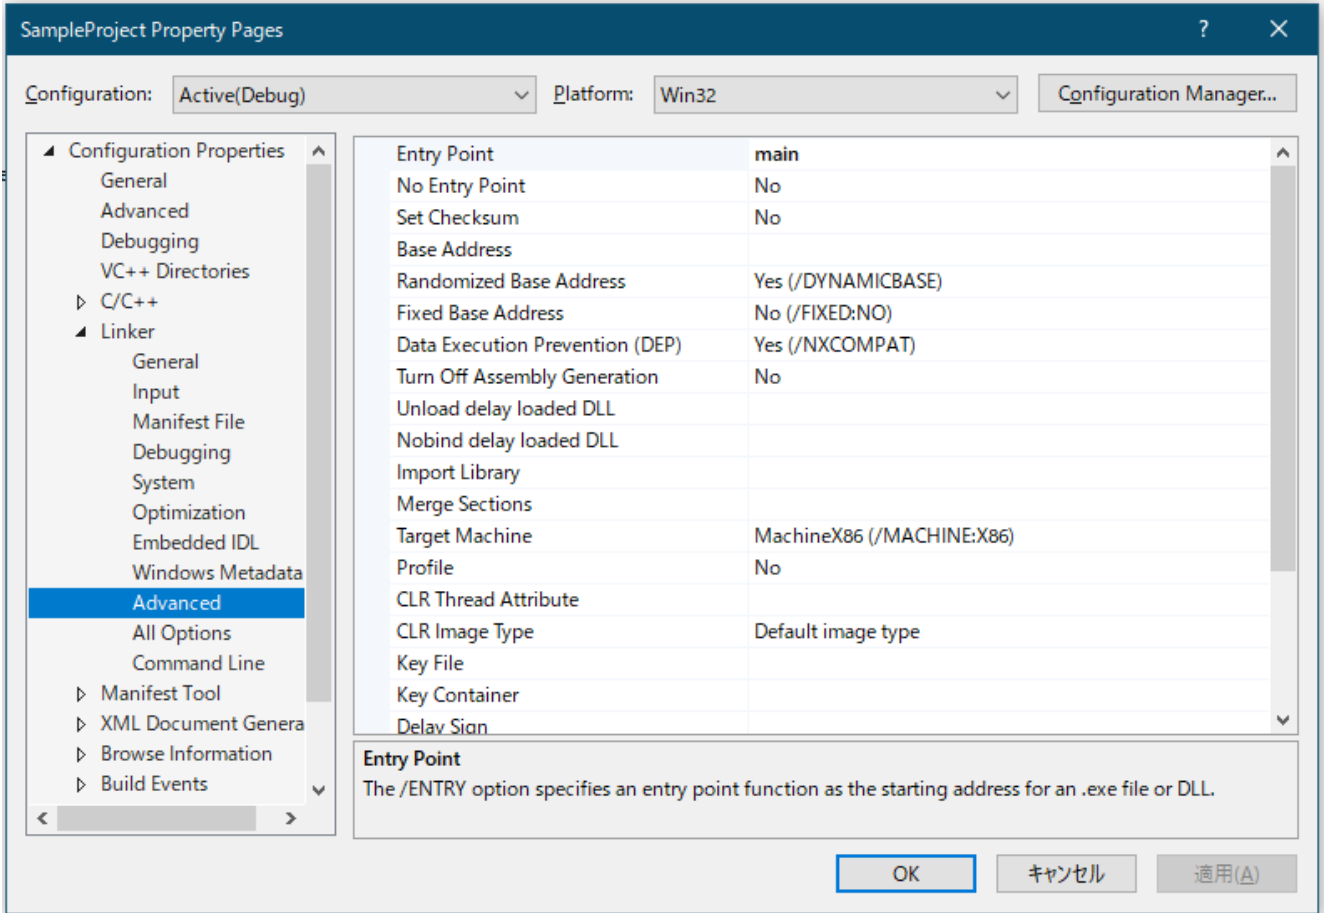 SampleProject Property Pages
Configuration: Active(Debug) Platform: Win32 Configuration Manager...
Configuration Properties
General
Advanced
Debugging
VC++ Directories
C/C++
Linker
General
Input
Manifest File
Debugging
System
Optimization
Embedded IDL
Windows Metadata
Advanced
All Options
Command Line
Manifest Tool
XML Document Genera
Browse Information
Build Events
Entry Point main
No Entry Point No
Set Checksum No
Base Address
Randomized Base Address Yes (/DYNAMICBASE)
Fixed Base Address No (/FIXED:NO)
Data Execution Prevention (DEP) Yes (/NXCOMPAT)
Turn Off Assembly Generation No
Unload delay loaded DLL
Nobind delay loaded DLL
Import Library
Merge Sections
Target Machine MachineX86 (/MACHINE:X86)
Profile No
CLR Thread Attribute
CLR Image Type Default image type
Key File
Key Container
Delay Sign
Entry Point
The /ENTRY option specifies an entry point function as the starting address for an .exe file or DLL.
OK キャンセル 適用(A)